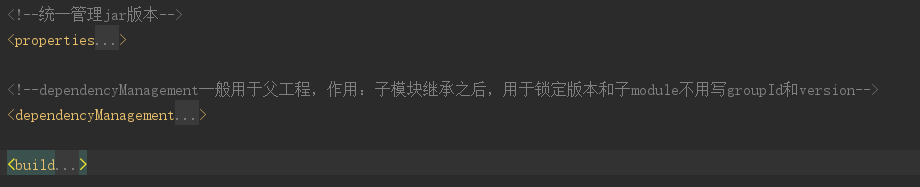 <!--统一管理jar版本-->
<properties...>
<!--dependencyManagement一般用于父工程，作用：子模块继承之后，用于锁定版本和子module不用写groupId和version-->
<dependencyManagement...>
<build...>